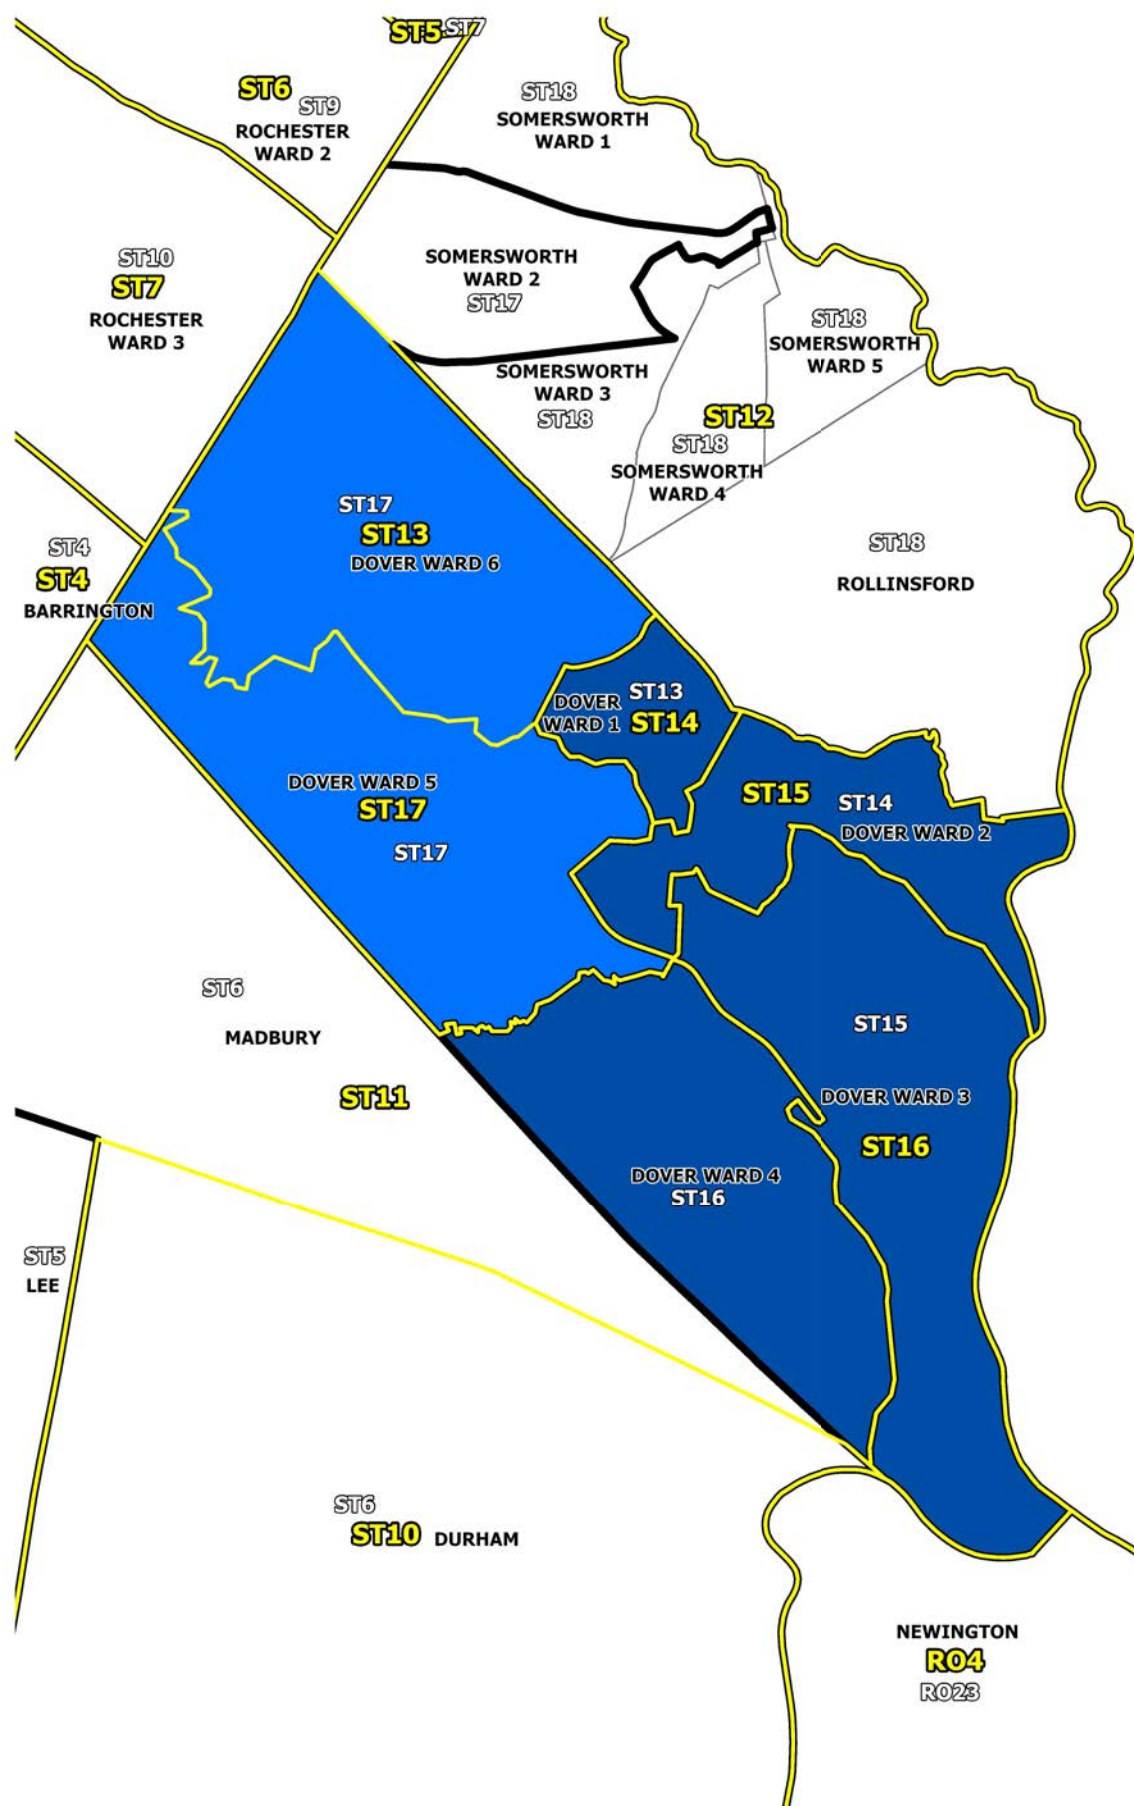 ST5
ST7
ST6
ST9
ROCHESTER
WARD 2
ST18
SOMERSWORTH
WARD 1
ST10
ST7
ROCHESTER
WARD 3
SOMERSWORTH
WARD 2
ST17
ST18
SOMERSWORTH
WARD 5
SOMERSWORTH
WARD 3
ST18
ST12
ST18
SOMERSWORTH
WARD 4
ST17
ST13
DOVER WARD 6
ST4
ST4
BARRINGTON
ST18
ROLLINSFORD
DOVER
WARD 1
ST13
ST14
DOVER WARD 5
ST17
ST17
ST15
ST14
DOVER WARD 2
ST6
MADBURY
ST11
ST15
DOVER WARD 3
ST16
DOVER WARD 4
ST16
ST5
LEE
ST6
ST10
DURHAM
NEWINGTON
RO4
RO23